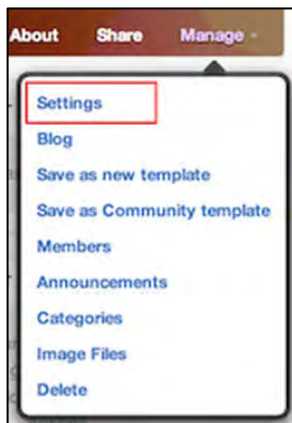 About Share Manage
Settings
Blog
Save as new template
Save as Community template
Members
Announcements
Categories
Image Files
Delete